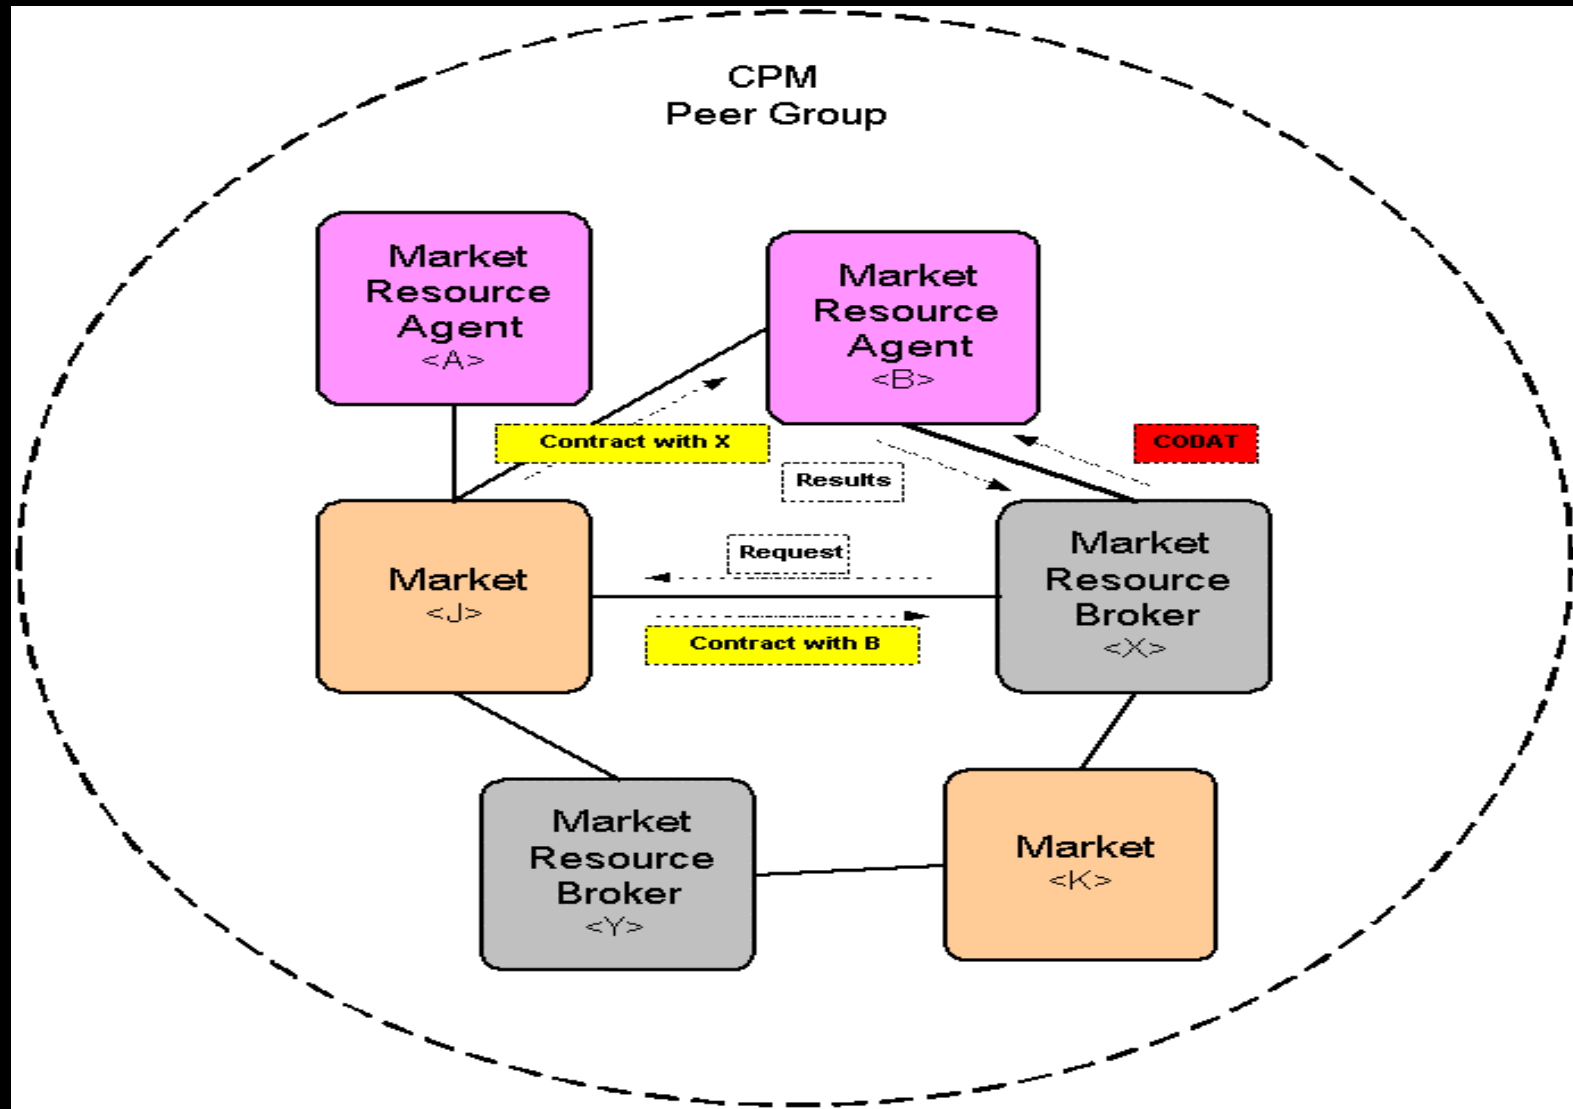 CPM
Peer Group
Market
Resource
Agent
<A>
Market
Resource
Agent
<B>
Contract with X
CODAT
Results
Request
Market
<J>
Market
Resource
Broker
<X>
Contract with B
Market
Resource
Broker
<Y>
Market
<K>